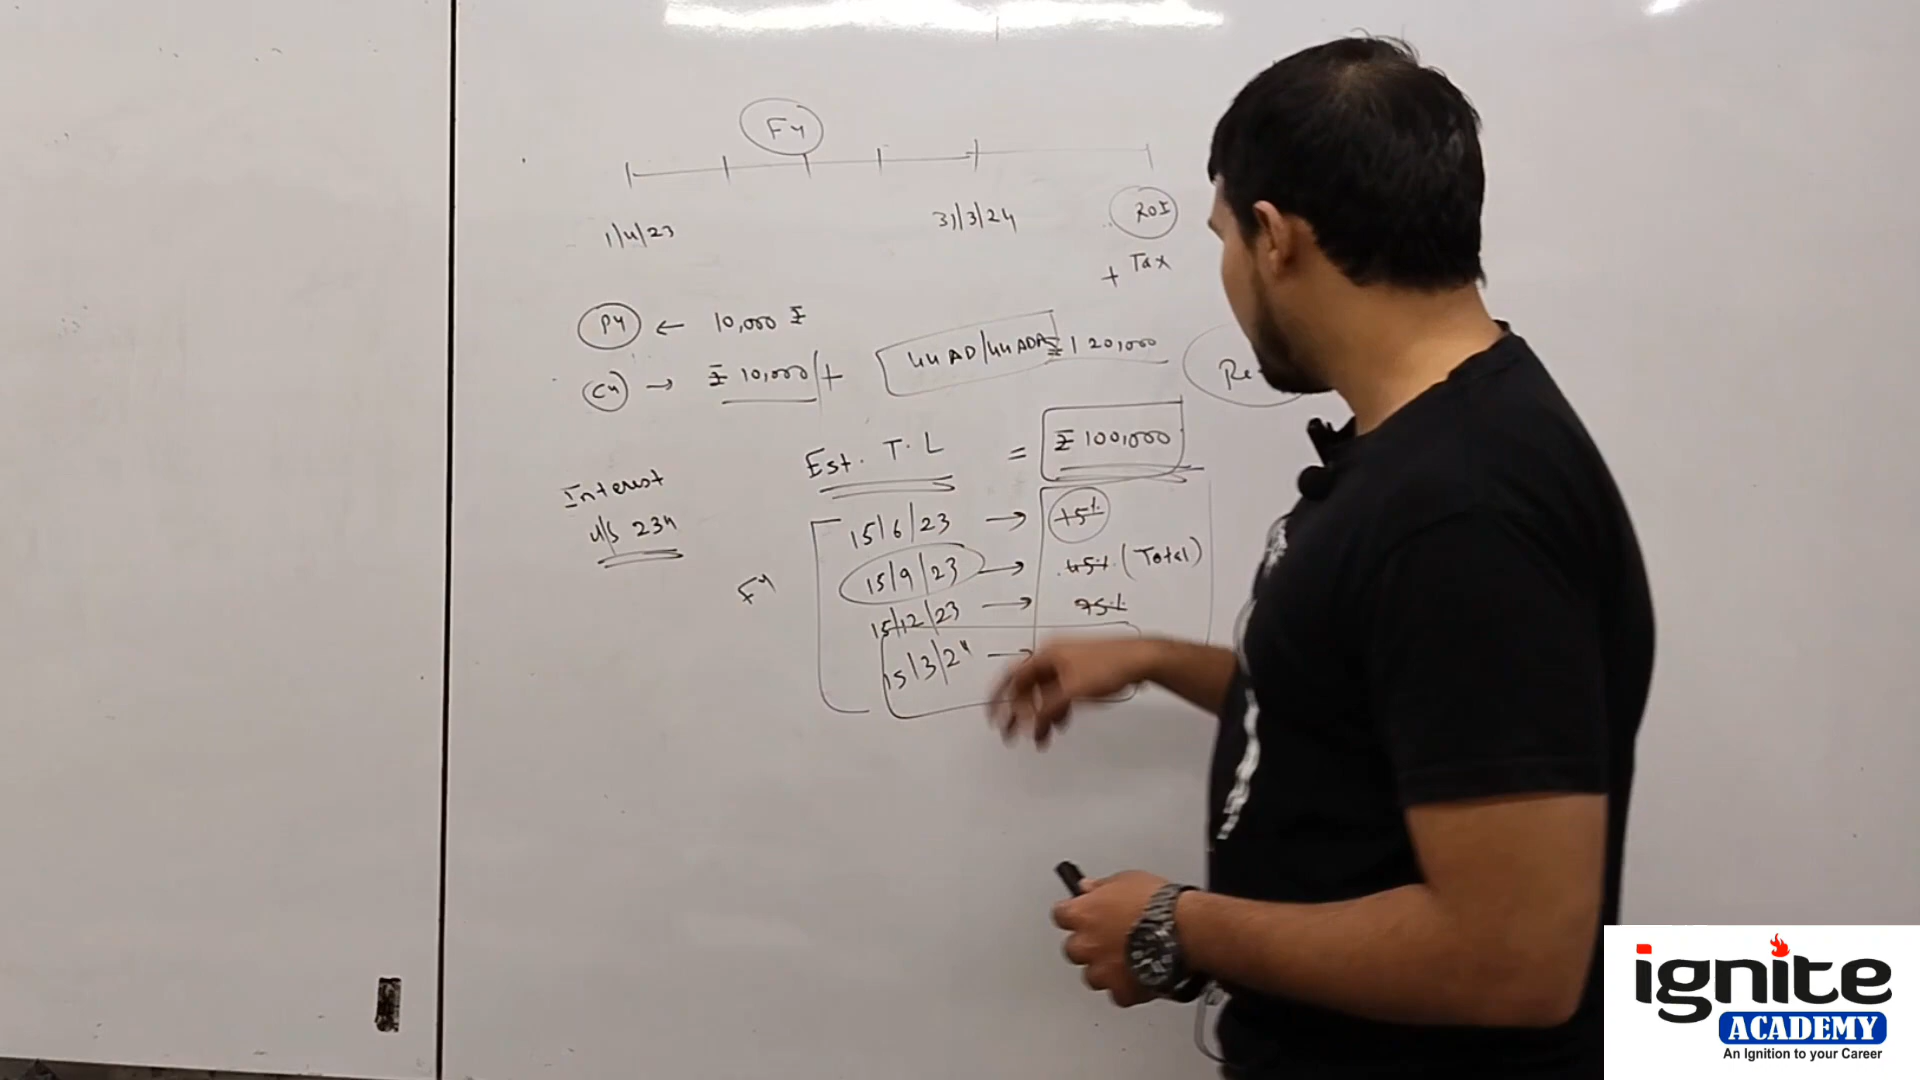 FY
1/4/23
31/3/24
ROI
+ Tax
PY ← 10,000 ₹
CY → ₹ 10,000 +
44AD/44ADA = 1 20,000
Est. T.L = ₹ 100,000
Interest
u/s 234
15/6/23 → 15%
15/9/23 → 45% (Total)
FY
15/12/23 → 75%
15/3/24 →
ignite
ACADEMY
An Ignition to your Career